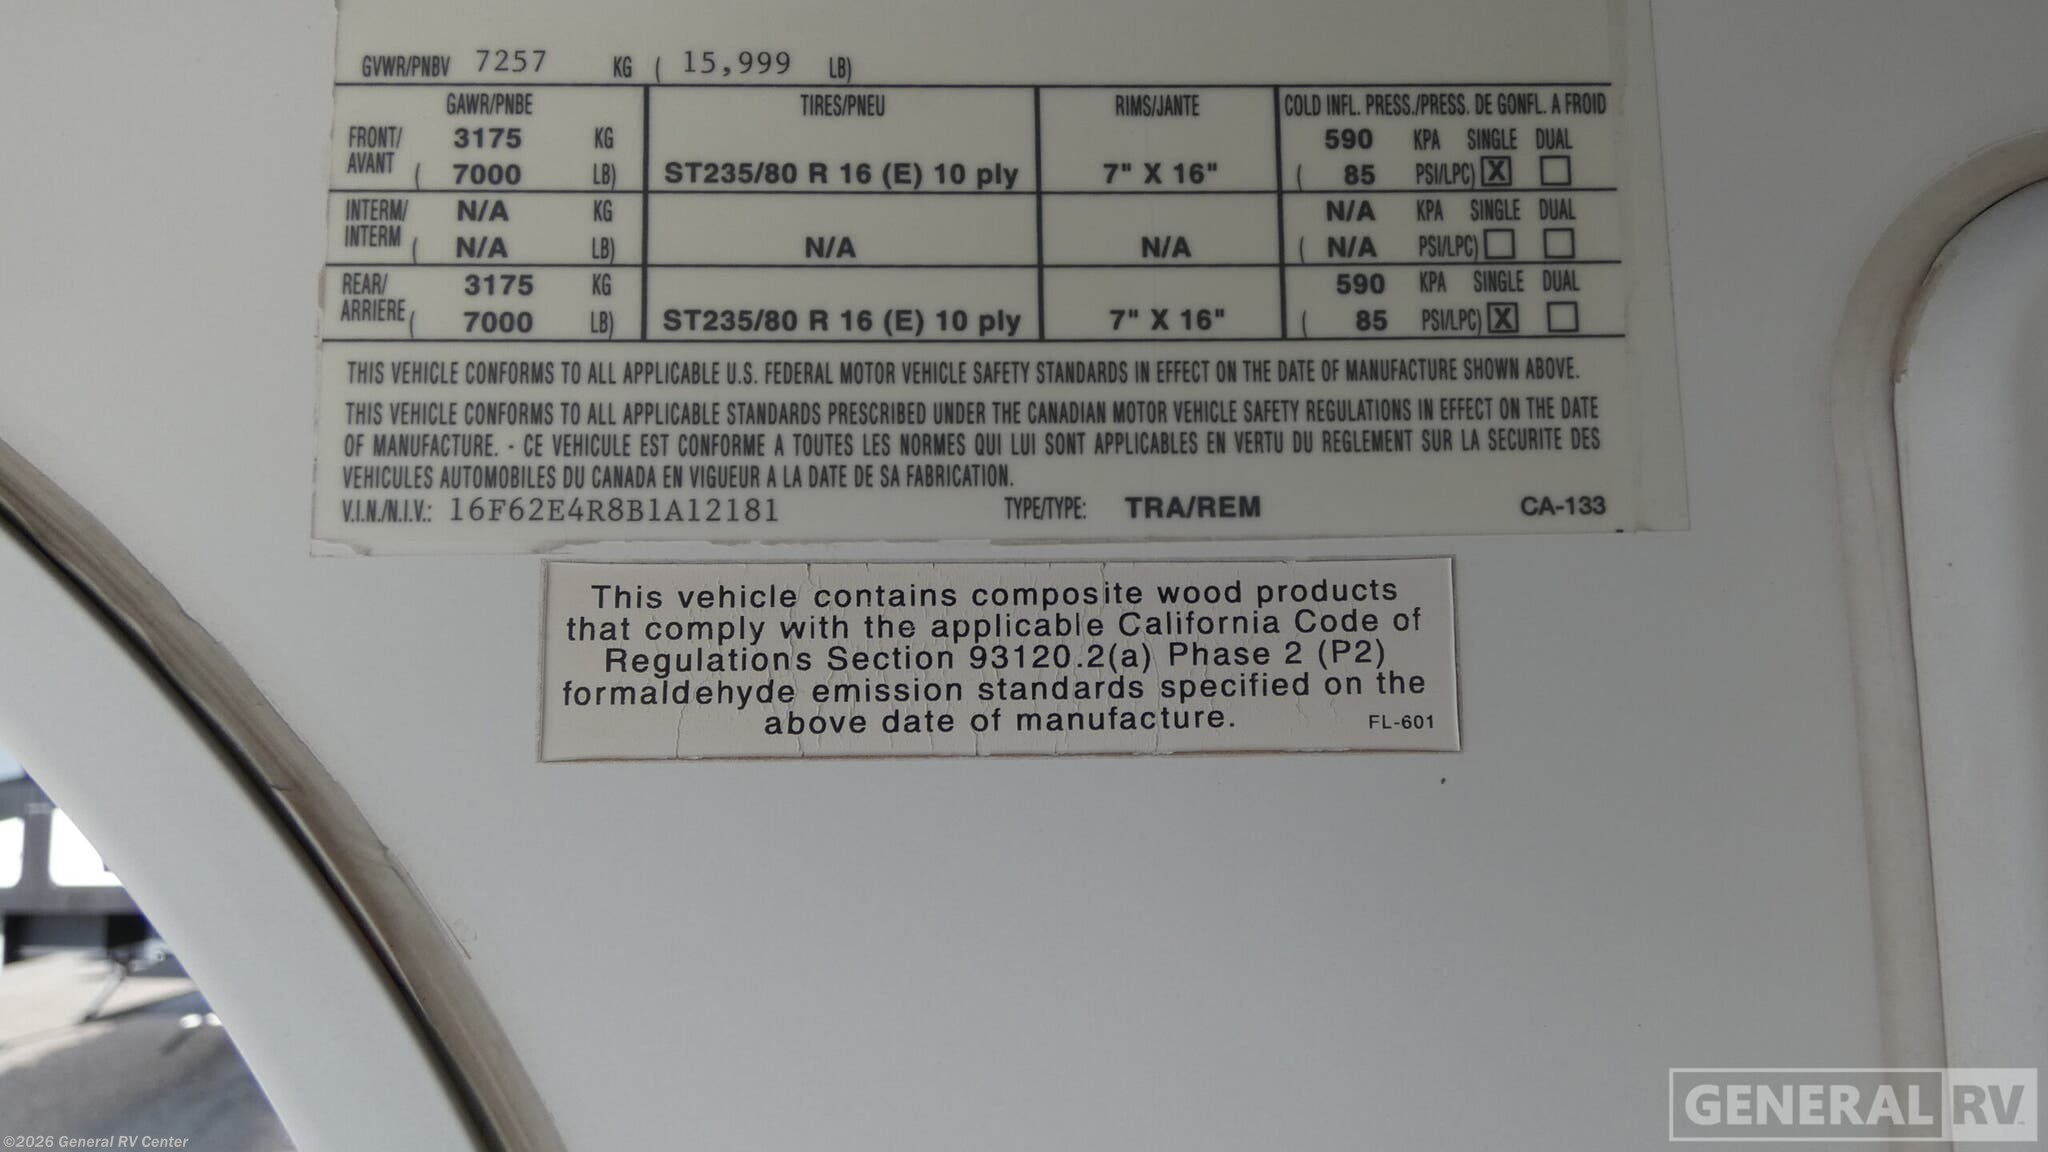 GVWR/PNBV 7257 KG ( 15,999 LB)
GAWR/PNBE TIRES/PNEU RIMS/JANTE COLD INFL. PRESS./PRESS. DE GONFL. A FROID
FRONT/ 3175 KG 590 KPA SINGLE DUAL
AVANT ( 7000 LB) ST235/80 R 16 (E) 10 ply 7" X 16" ( 85 PSI/LPC) X
INTERM/ N/A KG N/A KPA SINGLE DUAL
INTERM ( N/A LB) N/A N/A ( N/A PSI/LPC)
REAR/ 3175 KG 590 KPA SINGLE DUAL
ARRIERE ( 7000 LB) ST235/80 R 16 (E) 10 ply 7" X 16" ( 85 PSI/LPC) X
THIS VEHICLE CONFORMS TO ALL APPLICABLE U.S. FEDERAL MOTOR VEHICLE SAFETY STANDARDS IN EFFECT ON THE DATE OF MANUFACTURE SHOWN ABOVE.
THIS VEHICLE CONFORMS TO ALL APPLICABLE STANDARDS PRESCRIBED UNDER THE CANADIAN MOTOR VEHICLE SAFETY REGULATIONS IN EFFECT ON THE DATE
OF MANUFACTURE. - CE VEHICULE EST CONFORME A TOUTES LES NORMES QUI LUI SONT APPLICABLES EN VERTU DU REGLEMENT SUR LA SECURITE DES
VEHICULES AUTOMOBILES DU CANADA EN VIGUEUR A LA DATE DE SA FABRICATION.
V.I.N./N.I.V.: 16F62E4R8B1A12181 TYPE/TYPE: TRA/REM CA-133
This vehicle contains composite wood products
that comply with the applicable California Code of
Regulations Section 93120.2(a) Phase 2 (P2)
formaldehyde emission standards specified on the
above date of manufacture. FL-601
GENERAL RV
©2026 General RV Center